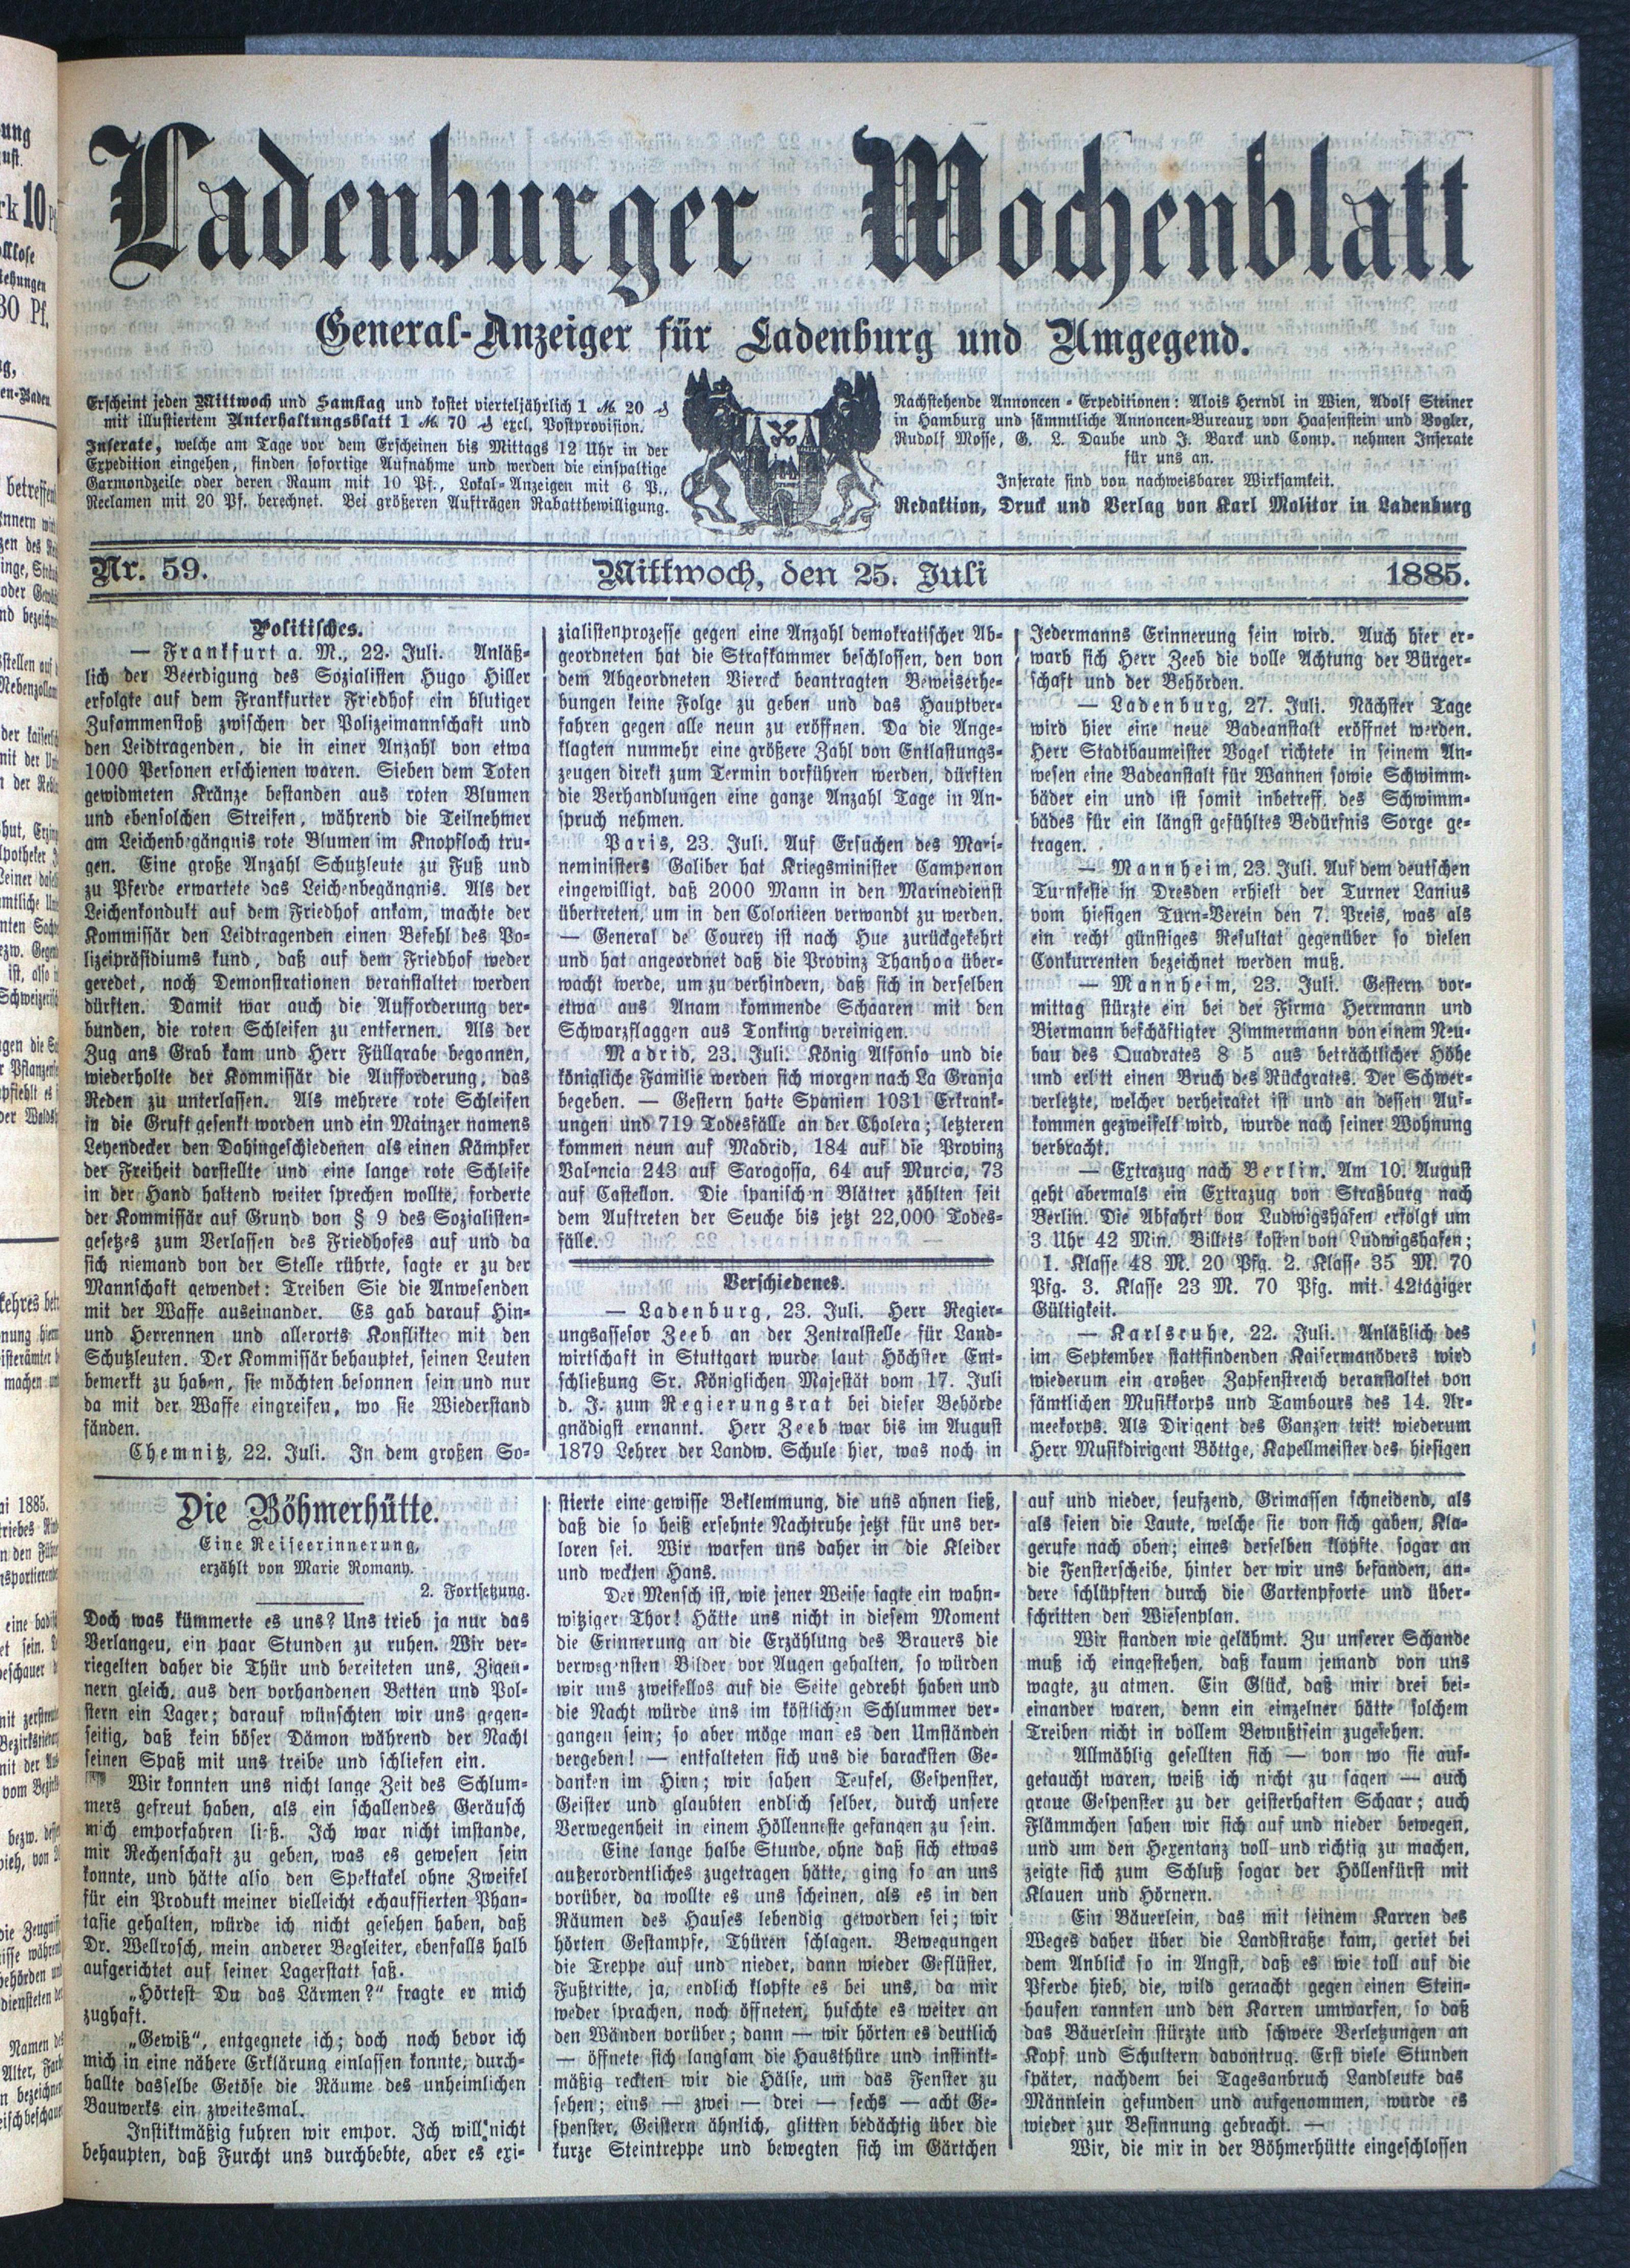 Ladenburger Wochenblatt
General-Anzeiger für Ladenburg und Umgegend.
Erscheint jeden Mittwoch und Samstag und kostet vierteljährlich 1 ℳ 20 ₰
mit illustiertem Unterhaltungsblatt 1 ℳ 70 ₰ excl. Postprovision.
Inserate, welche am Tage vor dem Erscheinen bis Mittags 12 Uhr in der
Expedition eingehen, finden sofortige Aufnahme und werden die einspaltige
Garmondzeile oder deren Raum mit 10 Pf., Lokal-Anzeigen mit 6 P.,
Reclamen mit 20 Pf. berechnet. Bei größeren Aufträgen Rabattbewilligung.
Nachstehende Annoncen-Expeditionen: Alois Herndl in Wien, Adolf Steiner
in Hamburg und sämmtliche Annoncen-Bureaux von Haasenstein und Vogler,
Rudolf Mosse, G. L. Daube und J. Barck und Comp. nehmen Inserate
für uns an.
Inserate sind von nachweisbarer Wirksamkeit.
Redaktion, Druck und Verlag von Karl Molitor in Ladenburg
Nr. 59. Mittwoch, den 25. Juli 1885.
Politisches.
— Frankfurt a. M., 22. Juli. Anläß-
lich der Beerdigung des Sozialisten Hugo Hiller
erfolgte auf dem Frankfurter Friedhof ein blutiger
Zusammenstoß zwischen der Polizeimannschaft und
den Leidtragenden, die in einer Anzahl von etwa
1000 Personen erschienen waren. Sieben dem Toten
gewidmeten Kränze bestanden aus roten Blumen
und ebensolchen Streifen, während die Teilnehmer
am Leichenbegängnis rote Blumen im Knopfloch tru-
gen. Eine große Anzahl Schutzleute zu Fuß und
zu Pferde erwartete das Leichenbegängnis. Als der
Leichenkondukt auf dem Friedhof ankam, machte der
Kommissär den Leidtragenden einen Befehl des Po-
lizeipräsidiums kund, daß auf dem Friedhof weder
geredet, noch Demonstrationen veranstaltet werden
dürften. Damit war auch die Aufforderung ver-
bunden, die roten Schleifen zu entfernen. Als der
Zug ans Grab kam und Herr Füllgrabe begonnen,
wiederholte der Kommissär die Aufforderung, das
Reden zu unterlassen. Als mehrere rote Schleifen
in die Gruft gesenkt worden und ein Mainzer namens
Leyendecker den Dahingeschiedenen als einen Kämpfer
der Freiheit darstellte und eine lange rote Schleife
in der Hand haltend weiter sprechen wollte, forderte
der Kommissär auf Grund von § 9 des Sozialisten-
gesetzes zum Verlassen des Friedhofes auf und da
sich niemand von der Stelle rührte, sagte er zu der
Mannschaft gewendet: Treiben Sie die Anwesenden
mit der Waffe auseinander. Es gab darauf Hin-
und Herrennen und allerorts Konflikte mit den
Schutzleuten. Der Kommissär behauptet, seinen Leuten
bemerkt zu haben, sie möchten besonnen sein und nur
da mit der Waffe eingreifen, wo sie Wiederstand
fänden.
Chemnitz, 22. Juli. In dem großen So-
zialistenprozesse gegen eine Anzahl demokratischer Ab-
geordneten hat die Strafkammer beschlossen, den von
dem Abgeordneten Viereck beantragten Beweiserhe-
bungen keine Folge zu geben und das Hauptver-
fahren gegen alle neun zu eröffnen. Da die Ange-
klagten nunmehr eine größere Zahl von Entlastungs-
zeugen direkt zum Termin vorführen werden, dürften
die Verhandlungen eine ganze Anzahl Tage in An-
spruch nehmen.
Paris, 23. Juli. Auf Ersuchen des Mari-
neministers Galiber hat Kriegsminister Campenon
eingewilligt, daß 2000 Mann in den Marinedienst
übertreten, um in den Colonieen verwandt zu werden.
— General de Courey ist nach Hue zurückgekehrt
und hat angeordnet daß die Provinz Thanhoa über-
wacht werde, um zu verhindern, daß sich in derselben
etwa aus Anam kommende Schaaren mit den
Schwarzflaggen aus Tonking vereinigen.
Madrid, 23. Juli. König Alfonso und die
königliche Familie werden sich morgen nach La Granja
begeben. — Gestern hatte Spanien 1031 Erkrank-
ungen und 719 Todesfälle an der Cholera; letzteren
kommen neun auf Madrid, 184 auf die Provinz
Valencia 243 auf Sarogossa, 64 auf Murcia, 73
auf Castellon. Die spanischen Blätter zählten seit
dem Auftreten der Seuche bis jetzt 22,000 Todes-
fälle.
Verschiedenes.
— Ladenburg, 23. Juli. Herr Regier-
ungsassesor Zeeb an der Zentralstelle für Land-
wirtschaft in Stuttgart wurde laut Höchster Ent-
schließung Sr. Königlichen Majestät vom 17. Juli
d. J. zum Regierungsrat bei dieser Behörde
gnädigst ernannt. Herr Zeeb war bis im August
1879 Lehrer der Landw. Schule hier, was noch in
Jedermanns Erinnerung sein wird. Auch hier er-
warb sich Herr Zeeb die volle Achtung der Bürger-
schaft und der Behörden.
— Ladenburg, 27. Juli. Nächster Tage
wird hier eine neue Badeanstalt eröffnet werden.
Herr Stadtbaumeister Vogel richtete in seinem An-
wesen eine Badeanstalt für Wannen sowie Schwimm-
bäder ein und ist somit inbetreff des Schwimm-
bades für ein längst gefühltes Bedürfnis Sorge ge-
tragen.
— Mannheim, 23. Juli. Auf dem deutschen
Turnfeste in Dresden erhielt der Turner Lanius
vom hiesigen Turn-Verein den 7. Preis, was als
ein recht günstiges Resultat gegenüber so vielen
Conkurrenten bezeichnet werden muß.
— Mannheim, 23. Juli. Gestern vor-
mittag stürzte ein bei der Firma Herrmann und
Biermann beschäftigter Zimmermann von einem Neu-
bau des Quadrates 8 5 aus beträchtlicher Höhe
und erlitt einen Bruch des Rückgrates. Der Schwer-
verletzte, welcher verheiratet ist und an dessen Auf-
kommen gezweifelt wird, wurde nach seiner Wohnung
verbracht.
— Extrazug nach Berlin. Am 10. August
geht abermals ein Extrazug von Straßburg nach
Berlin. Die Abfahrt von Ludwigshafen erfolgt um
3 Uhr 42 Min. Billets kosten von Ludwigshafen;
1. Klasse 48 M. 20 Pfg. 2. Klasse 35 M. 70
Pfg. 3. Klasse 23 M. 70 Pfg. mit 42tägiger
Gültigkeit.
— Karlsruhe, 22. Juli. Anläßlich des
im September stattfindenden Kaisermanövers wird
wiederum ein großer Zapfenstreich veranstaltet von
sämtlichen Musikkorps und Tambours des 14. Ar-
meekorps. Als Dirigent des Ganzen tritt wiederum
Herr Musikdirigent Böttge, Kapellmeister des hiesigen
Die Böhmerhütte.
Eine Reiseerinnerung,
erzählt von Marie Romany.
2. Fortsetzung.
Doch was kümmerte es uns? Uns trieb ja nur das
Verlangeu, ein paar Stunden zu ruhen. Wir ver-
riegelten daher die Thür und bereiteten uns, Zigeu-
nern gleich, aus den vorhandenen Betten und Pol-
stern ein Lager; darauf wünschten wir uns gegen-
seitig, daß kein böser Dämon während der Nacht
seinen Spaß mit uns treibe und schliefen ein.
Wir konnten uns nicht lange Zeit des Schlum-
mers gefreut haben, als ein schallendes Geräusch
mich emporfahren ließ. Ich war nicht imstande,
mir Rechenschaft zu geben, was es gewesen sein
konnte, und hätte also den Spektakel ohne Zweifel
für ein Produkt meiner vielleicht echauffierten Phan-
tasie gehalten, würde ich nicht gesehen haben, daß
Dr. Wellrosch, mein anderer Begleiter, ebenfalls halb
aufgerichtet auf seiner Lagerstatt saß.
„Hörtest Du das Lärmen?“ fragte er mich
zughaft.
„Gewiß“, entgegnete ich; doch noch bevor ich
mich in eine nähere Erklärung einlassen konnte, durch-
hallte dasselbe Getöse die Räume des unheimlichen
Bauwerks ein zweitesmal.
Instiktmäßig fuhren wir empor. Ich will nicht
behaupten, daß Furcht uns durchbebte, aber es exi-
stierte eine gewisse Beklemmung, die uns ahnen ließ,
daß die so heiß ersehnte Nachtruhe jetzt für uns ver-
loren sei. Wir warfen uns daher in die Kleider
und weckten Hans.
Der Mensch ist, wie jener Weise sagte ein wahn-
witziger Thor! Hätte uns nicht in diesem Moment
die Erinnerung an die Erzählung des Brauers die
verwegensten Bilder vor Augen gehalten, so würden
wir uns zweifellos auf die Seite gedreht haben und
die Nacht würde uns im köstlichen Schlummer ver-
gangen sein; so aber möge man es den Umständen
vergeben! — entfalteten sich uns die baracksten Ge-
danken im Hirn; wir sahen Teufel, Gespenster,
Geister und glaubten endlich selber, durch unsere
Verwegenheit in einem Höllenneste gefangen zu sein.
Eine lange halbe Stunde, ohne daß sich etwas
außerordentliches zugetragen hätte, ging so an uns
vorüber, da wollte es uns scheinen, als es in den
Räumen des Hauses lebendig geworden sei; wir
hörten Gestampfe, Thüren schlagen. Bewegungen
die Treppe auf und nieder, dann wieder Geflüster,
Fußtritte, ja, endlich klopfte es bei uns, da mir
weder sprachen, noch öffneten, huschte es weiter an
den Wänden vorüber; dann — wir hörten es deutlich
— öffnete sich langsam die Hausthüre und instinkt-
mäßig reckten wir die Hälse, um das Fenster zu
sehen; eins — zwei — drei — sechs — acht Ge-
spenster, Geistern ähnlich, glitten bedächtig über die
kurze Steintreppe und bewegten sich im Gärtchen
auf und nieder, seufzend, Grimassen schneidend, als
als seien die Laute, welche sie von sich gaben, Kla-
gerufe nach oben; eines derselben klopfte sogar an
die Fensterscheibe, hinter der wir uns befanden, an-
dere schlüpften durch die Gartenpforte und über-
schritten den Wiesenplan.
Wir standen wie gelähmt. Zu unserer Schande
muß ich eingestehen, daß kaum jemand von uns
wagte, zu atmen. Ein Glück, daß mir drei bei-
einander waren, denn ein einzelner hätte solchem
Treiben nicht in vollem Bewußtsein zugesehen.
Allmählig gesellten sich — von wo sie auf-
getaucht waren, weiß ich nicht zu sagen — auch
graue Gespenster zu der geisterhaften Schaar; auch
Flämmchen sahen wir sich auf und nieder bewegen,
und um den Hexentanz voll und richtig zu machen,
zeigte sich zum Schluß sogar der Höllenfürst mit
Klauen und Hörnern.
Ein Bäuerlein, das mit seinem Karren des
Weges daher über die Landstraße kam, geriet bei
dem Anblick so in Angst, daß es wie toll auf die
Pferde hieb, die, wild gemacht gegen einen Stein-
haufen rannten und den Karren umwarfen, so daß
das Bäuerlein stürzte und schwere Verletzungen an
Kopf und Schultern davontrug. Erst viele Stunden
später, nachdem bei Tagesanbruch Landleute das
Männlein gefunden und aufgenommen, wurde es
wieder zur Besinnung gebracht. —
Wir, die mir in der Böhmerhütte eingeschlossen